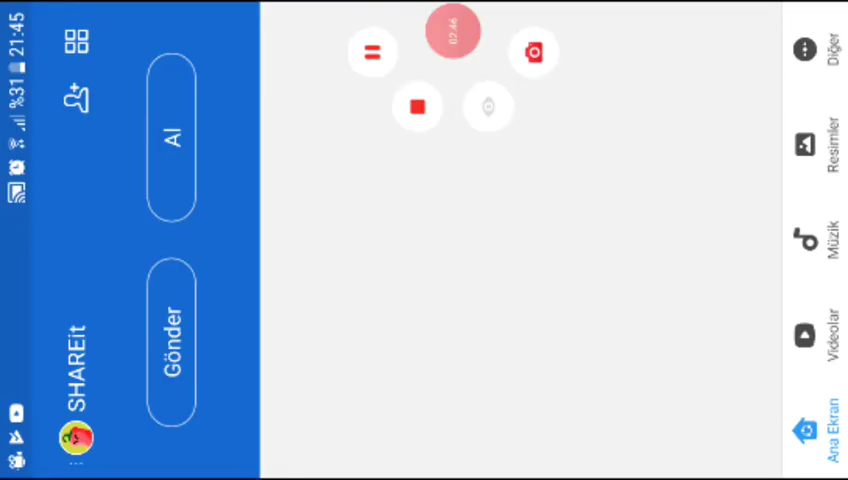 %31 21:45
SHAREit
Gönder
Al
02:46
Ana Ekran
Videolar
Müzik
Resimler
Diğer